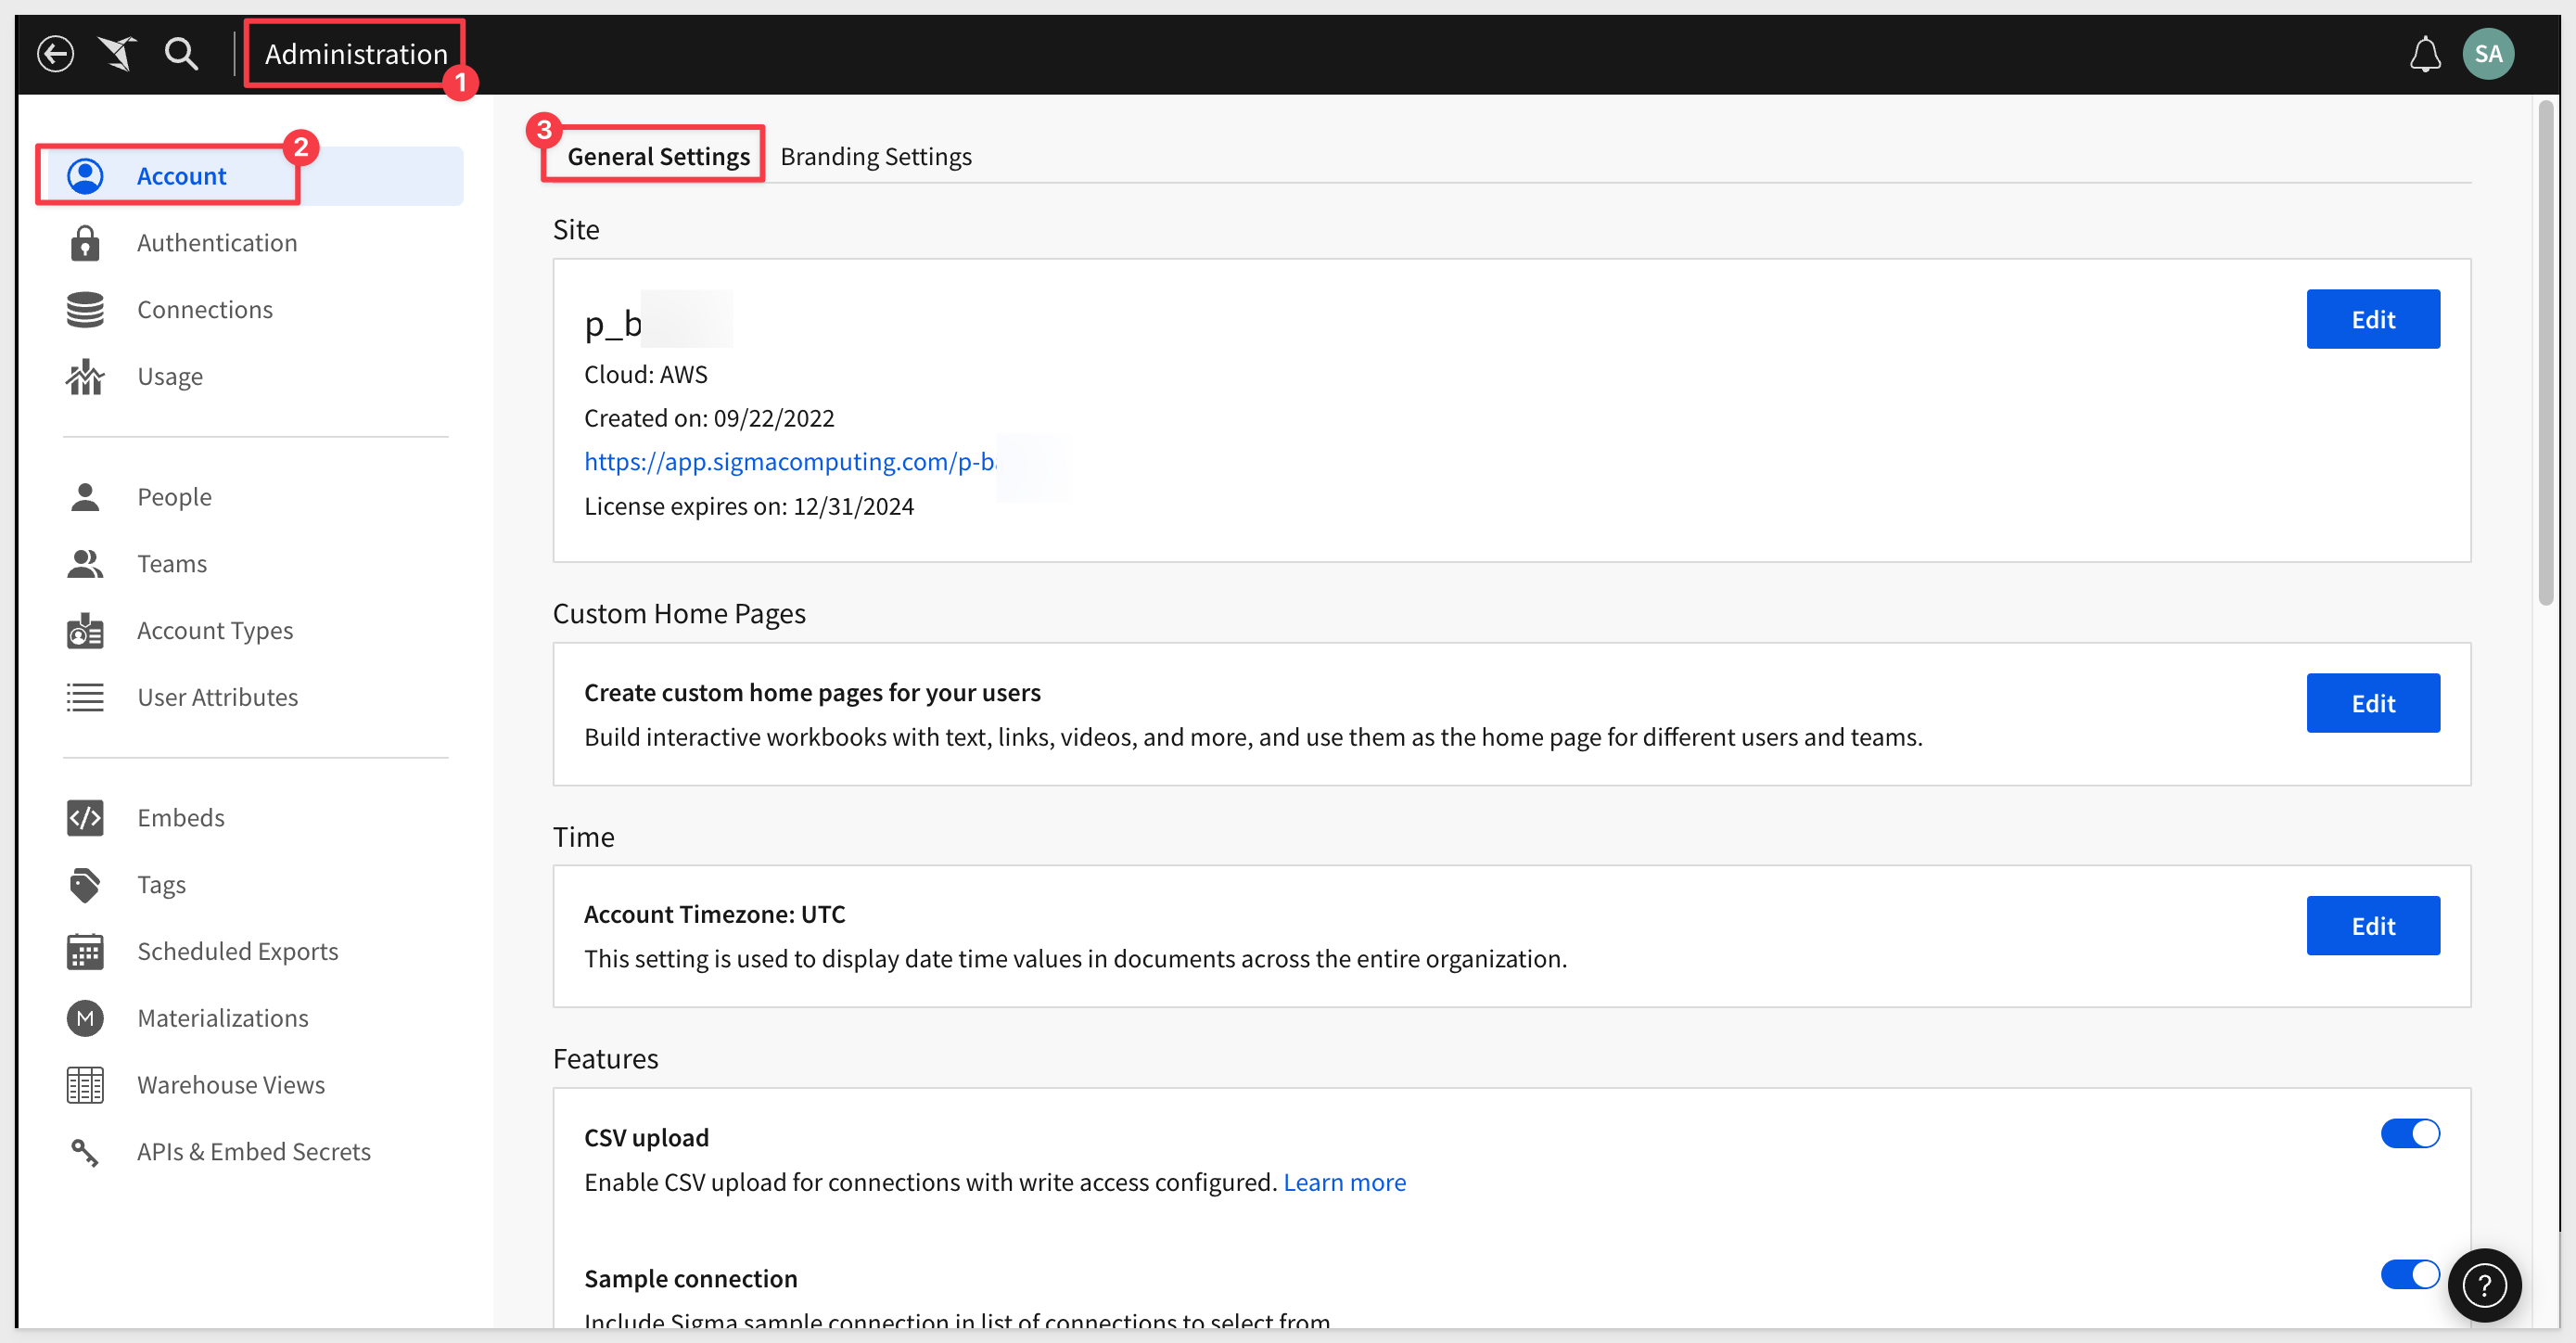 Administration
1
SA
2
Account
Authentication
Connections
Usage
People
Teams
Account Types
User Attributes
</>
Embeds
Tags
Scheduled Exports
M
Materializations
Warehouse Views
APIs & Embed Secrets
3
General Settings
Branding Settings
Site
p_b
Edit
Cloud: AWS
Created on: 09/22/2022
https://app.sigmacomputing.com/p-b
License expires on: 12/31/2024
Custom Home Pages
Create custom home pages for your users
Edit
Build interactive workbooks with text, links, videos, and more, and use them as the home page for different users and teams.
Time
Account Timezone: UTC
Edit
This setting is used to display date time values in documents across the entire organization.
Features
CSV upload
Enable CSV upload for connections with write access configured. Learn more
Sample connection
Include Sigma sample connection in list of connections to select from
?